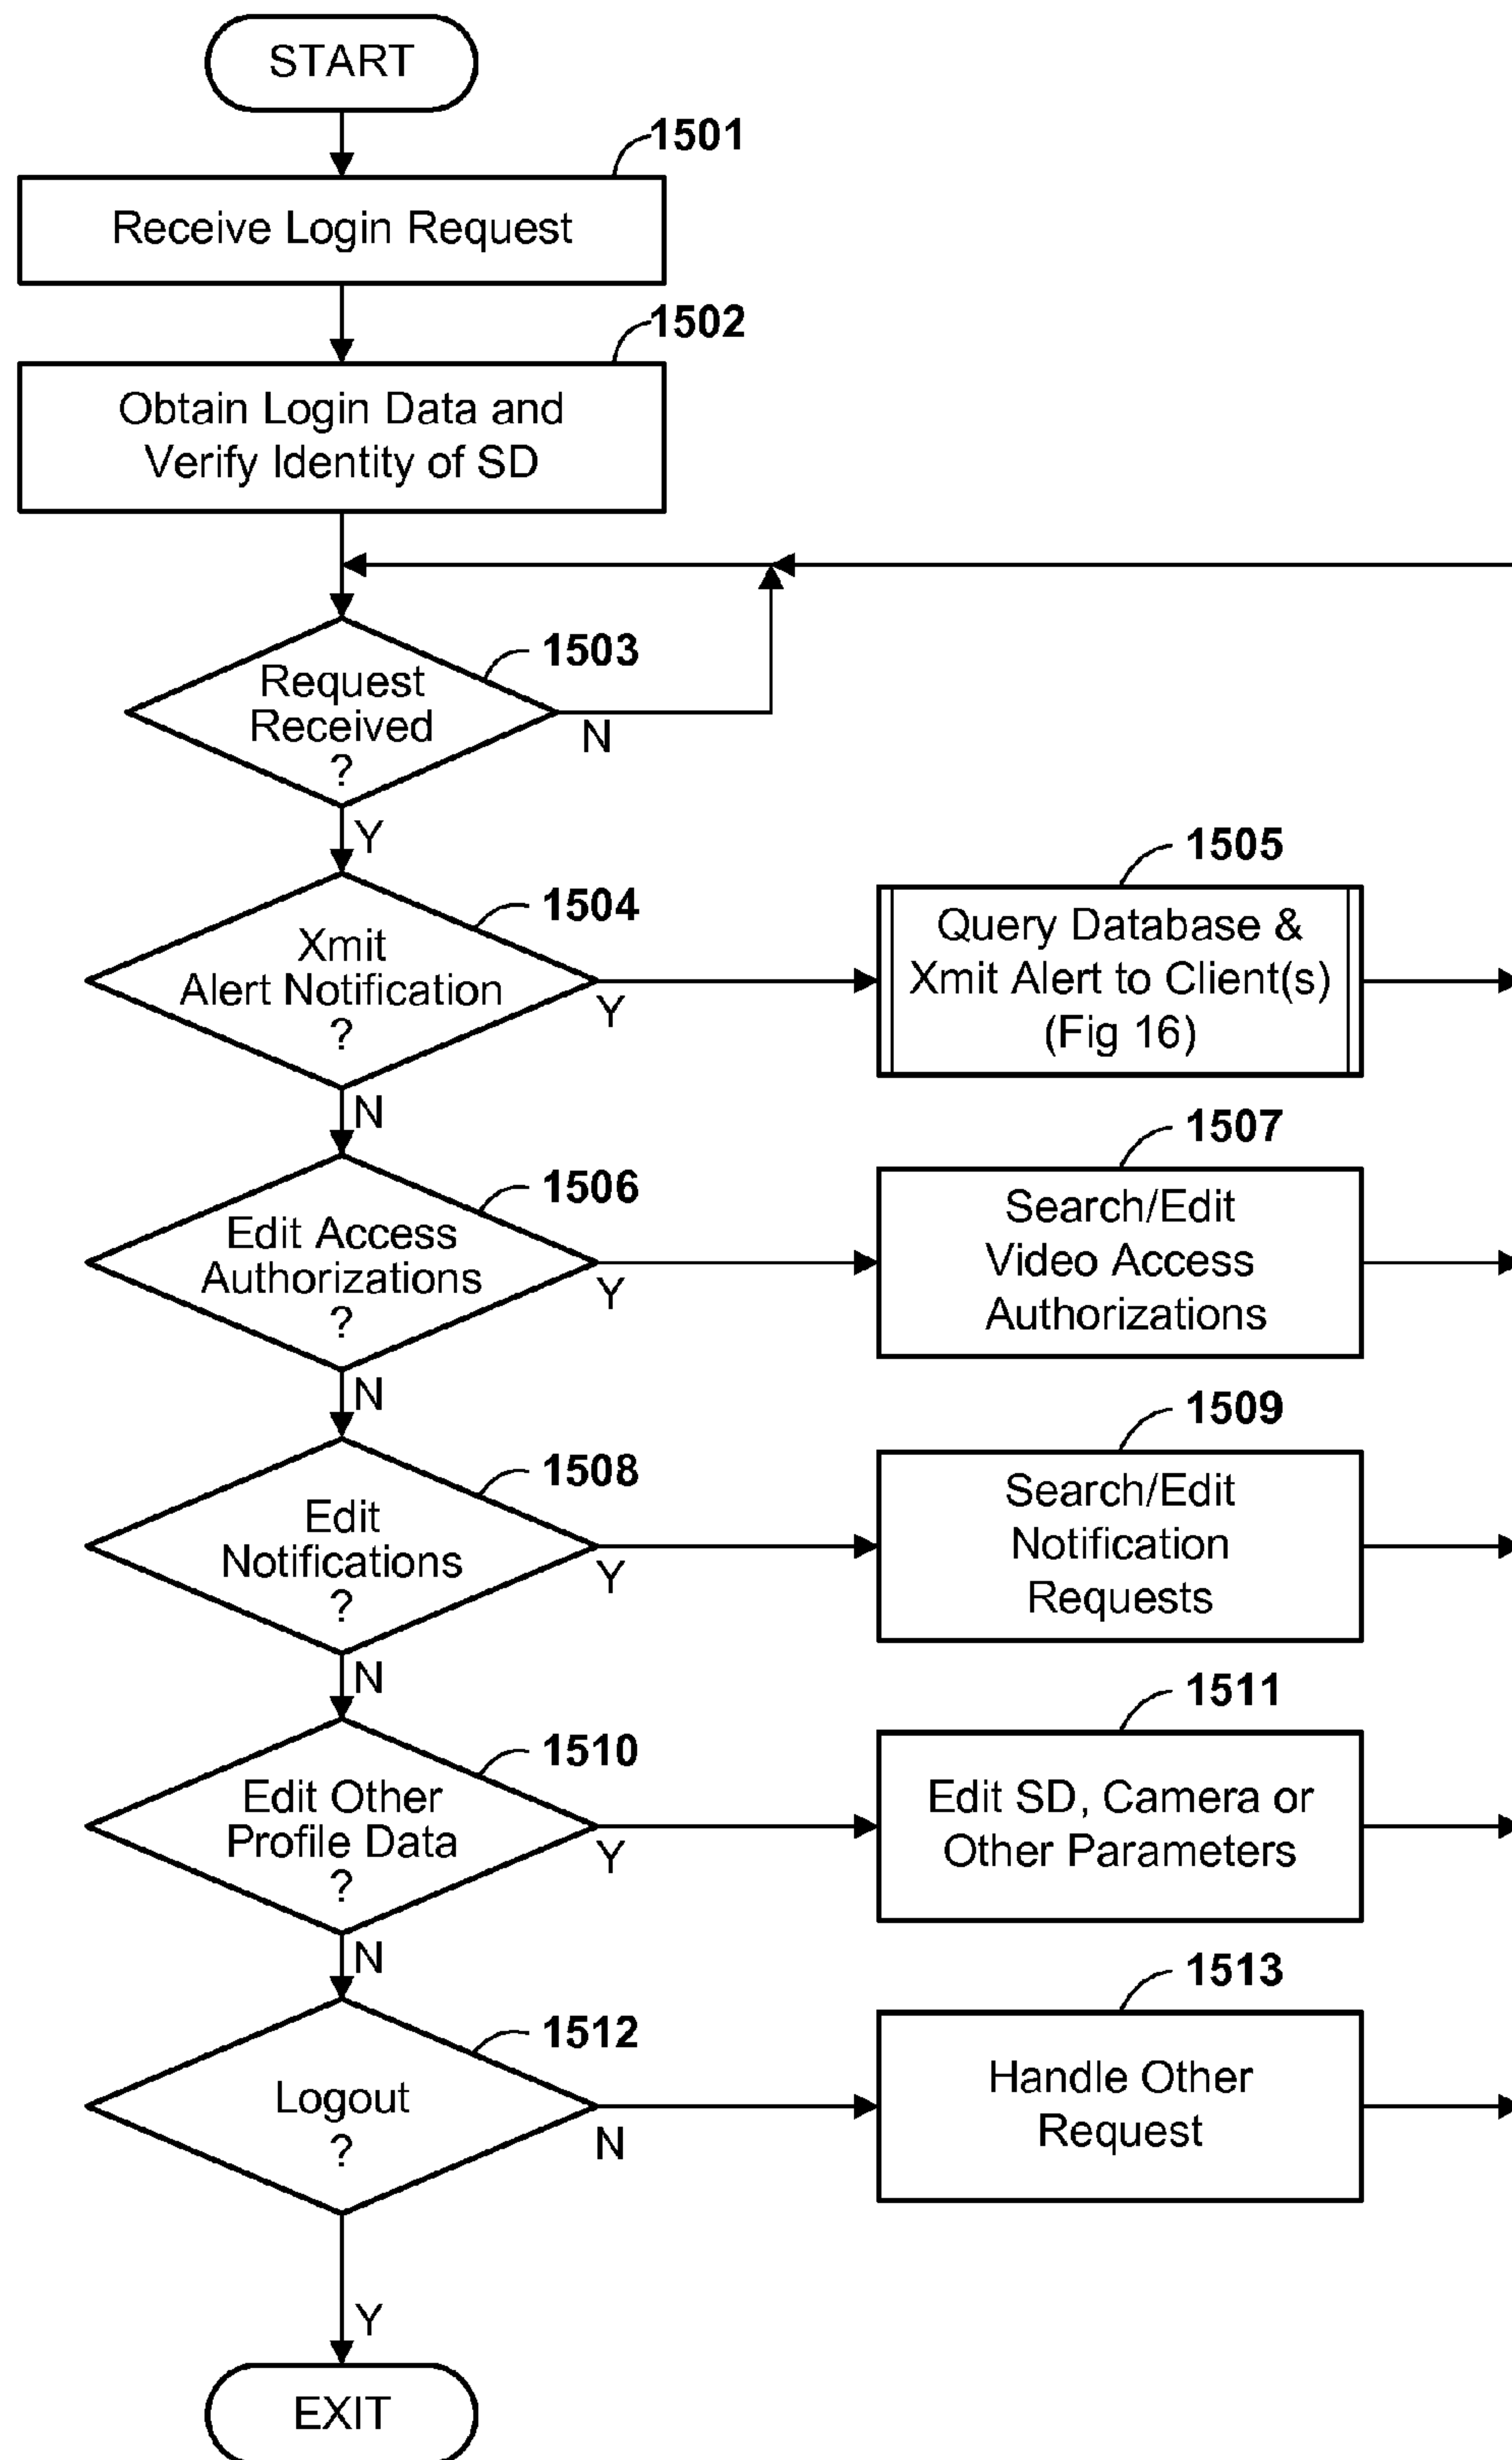 START
1501
Receive Login Request
1502
Obtain Login Data and
Verify Identity of SD
1503
Request
Received
?
N
Y
1504
Xmit
Alert Notification
?
Y
1505
Query Database &
Xmit Alert to Client(s)
(Fig 16)
N
1506
Edit Access
Authorizations
?
Y
1507
Search/Edit
Video Access
Authorizations
N
1508
Edit
Notifications
?
Y
1509
Search/Edit
Notification
Requests
N
1510
Edit Other
Profile Data
?
Y
1511
Edit SD, Camera or
Other Parameters
N
1512
Logout
?
N
1513
Handle Other
Request
Y
EXIT